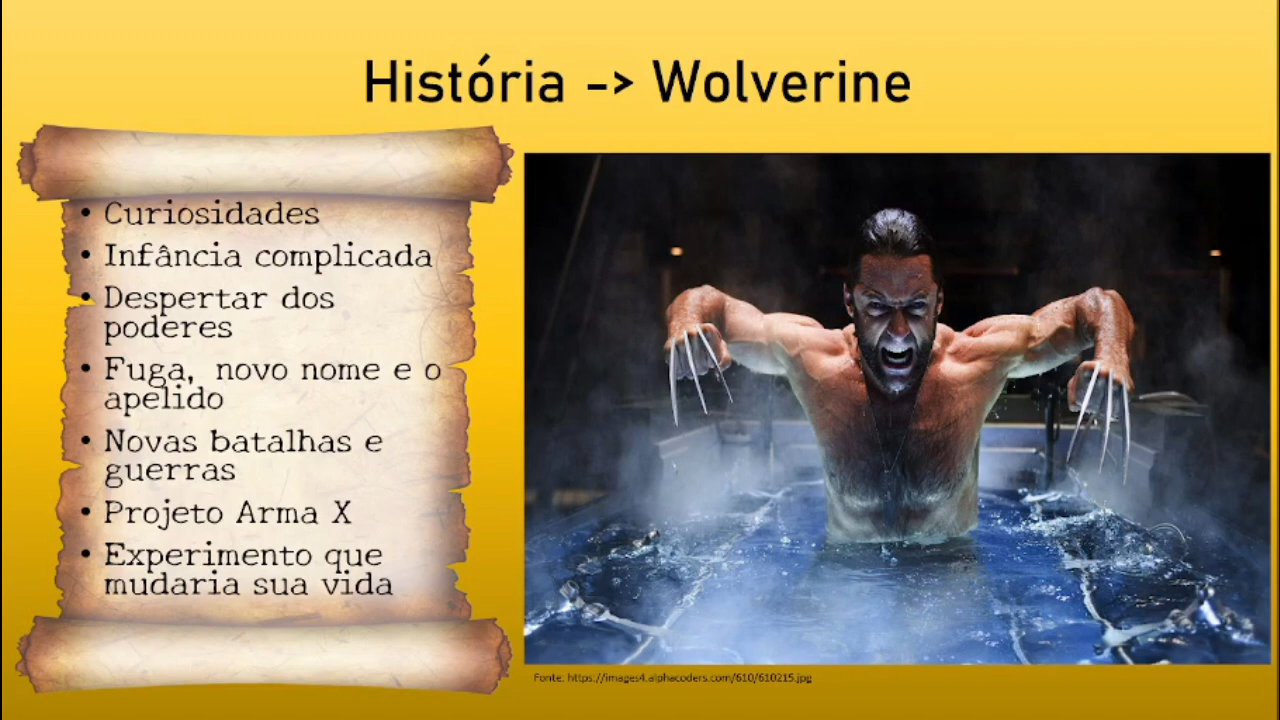 História -> Wolverine
• Curiosidades
• Infância complicada
• Despertar dos
poderes
• Fuga, novo nome e o
apelido
• Novas batalhas e
guerras
• Projeto Arma X
• Experimento que
mudaria sua vida
Fonte: https://images4.alphacoders.com/610/610215.jpg